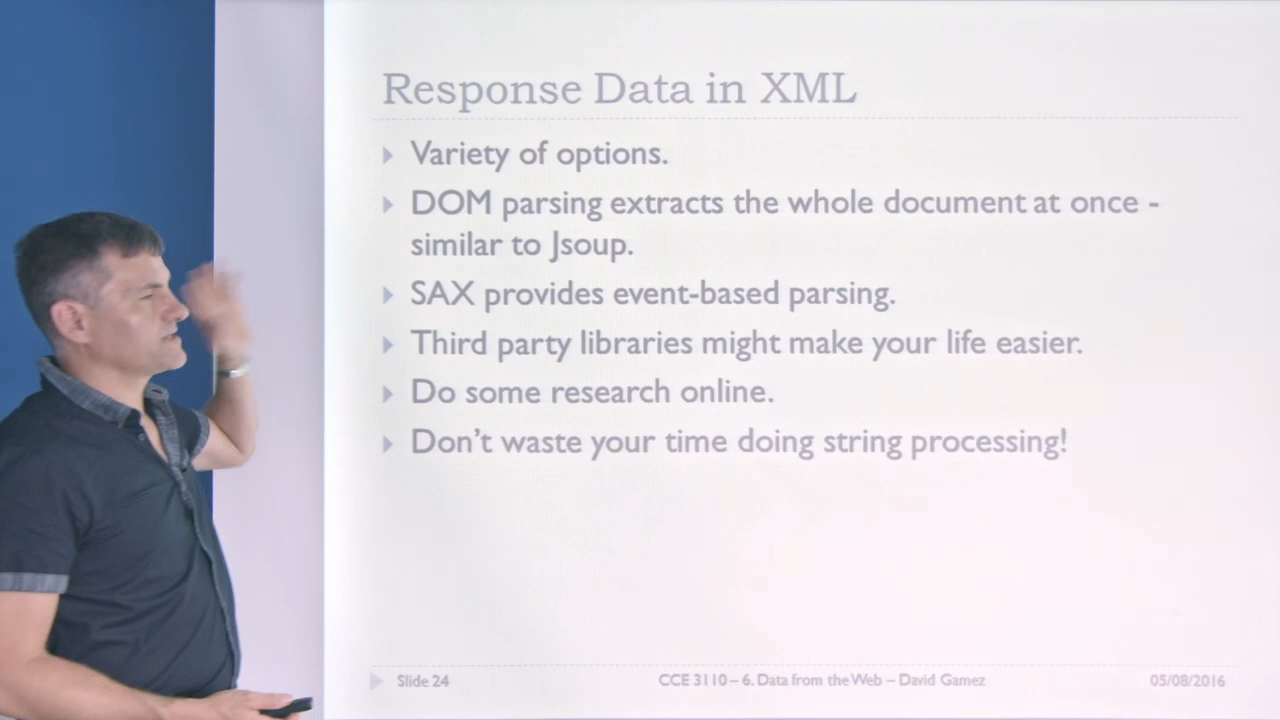 Response Data in XML
Variety of options.
DOM parsing extracts the whole document at once -
similar to Jsoup.
SAX provides event-based parsing.
Third party libraries might make your life easier.
Do some research online.
Don't waste your time doing string processing!
Slide 24 CCE 3110 – 6. Data from the Web – David Gamez 05/08/2016